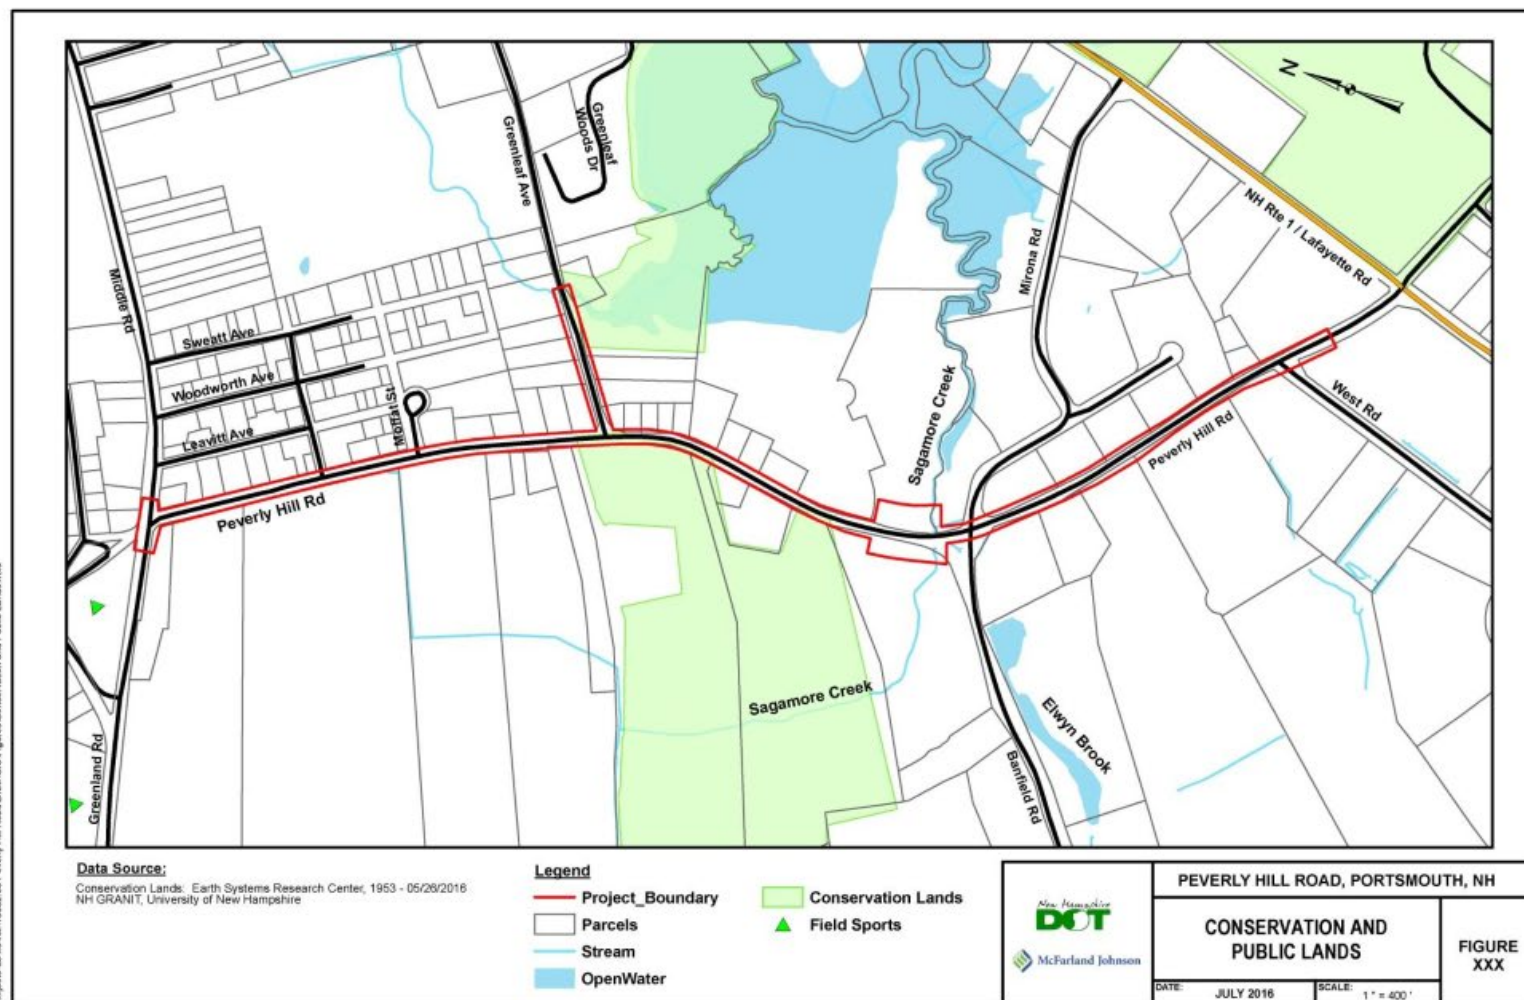 N
Greenleaf
Woods Dr
Greenleaf Ave
NH Rte 1 / Lafayette Rd
Middle Rd
Mirona Rd
Sweatt Ave
Woodworth Ave
Leavitt Ave
Moffat St
Sagamore Creek
West Rd
Peverly Hill Rd
Peverly Hill Rd
Sagamore Creek
Elwyn Brook
Greenland Rd
Banfield Rd
Data Source:
Conservation Lands: Earth Systems Research Center, 1953 - 05/26/2016
NH GRANIT, University of New Hampshire
Legend
Project_Boundary
Parcels
Stream
OpenWater
Conservation Lands
Field Sports
New Hampshire
DOT
McFarland Johnson
PEVERLY HILL ROAD, PORTSMOUTH, NH
CONSERVATION AND
PUBLIC LANDS
FIGURE
XXX
DATE:
JULY 2016
SCALE:
1 " = 400 '